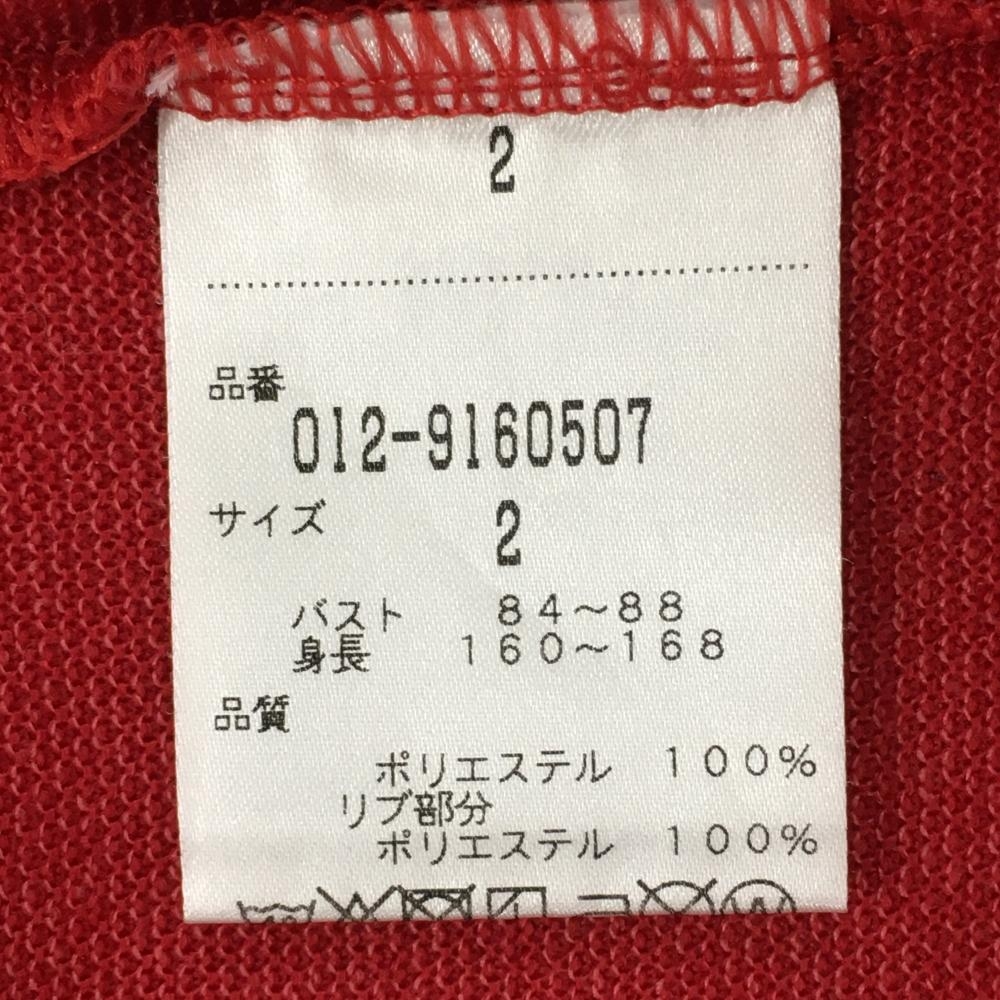 2
品番
012-9160507
サイズ 2
バスト 84～88
身長 160～168
品質
ポリエステル 100%
リブ部分
ポリエステル 100%